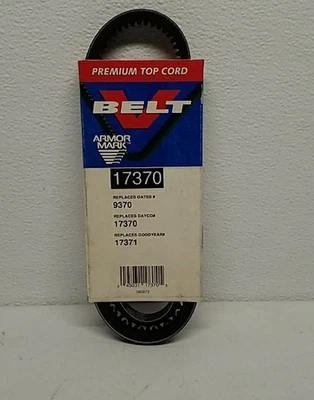 PREMIUM TOP CORD
V
BELT
ARMOR
MARK
17370
REPLACES GATES #
9370
REPLACES DAYCO#
17370
REPLACES GOODYEAR#
17371